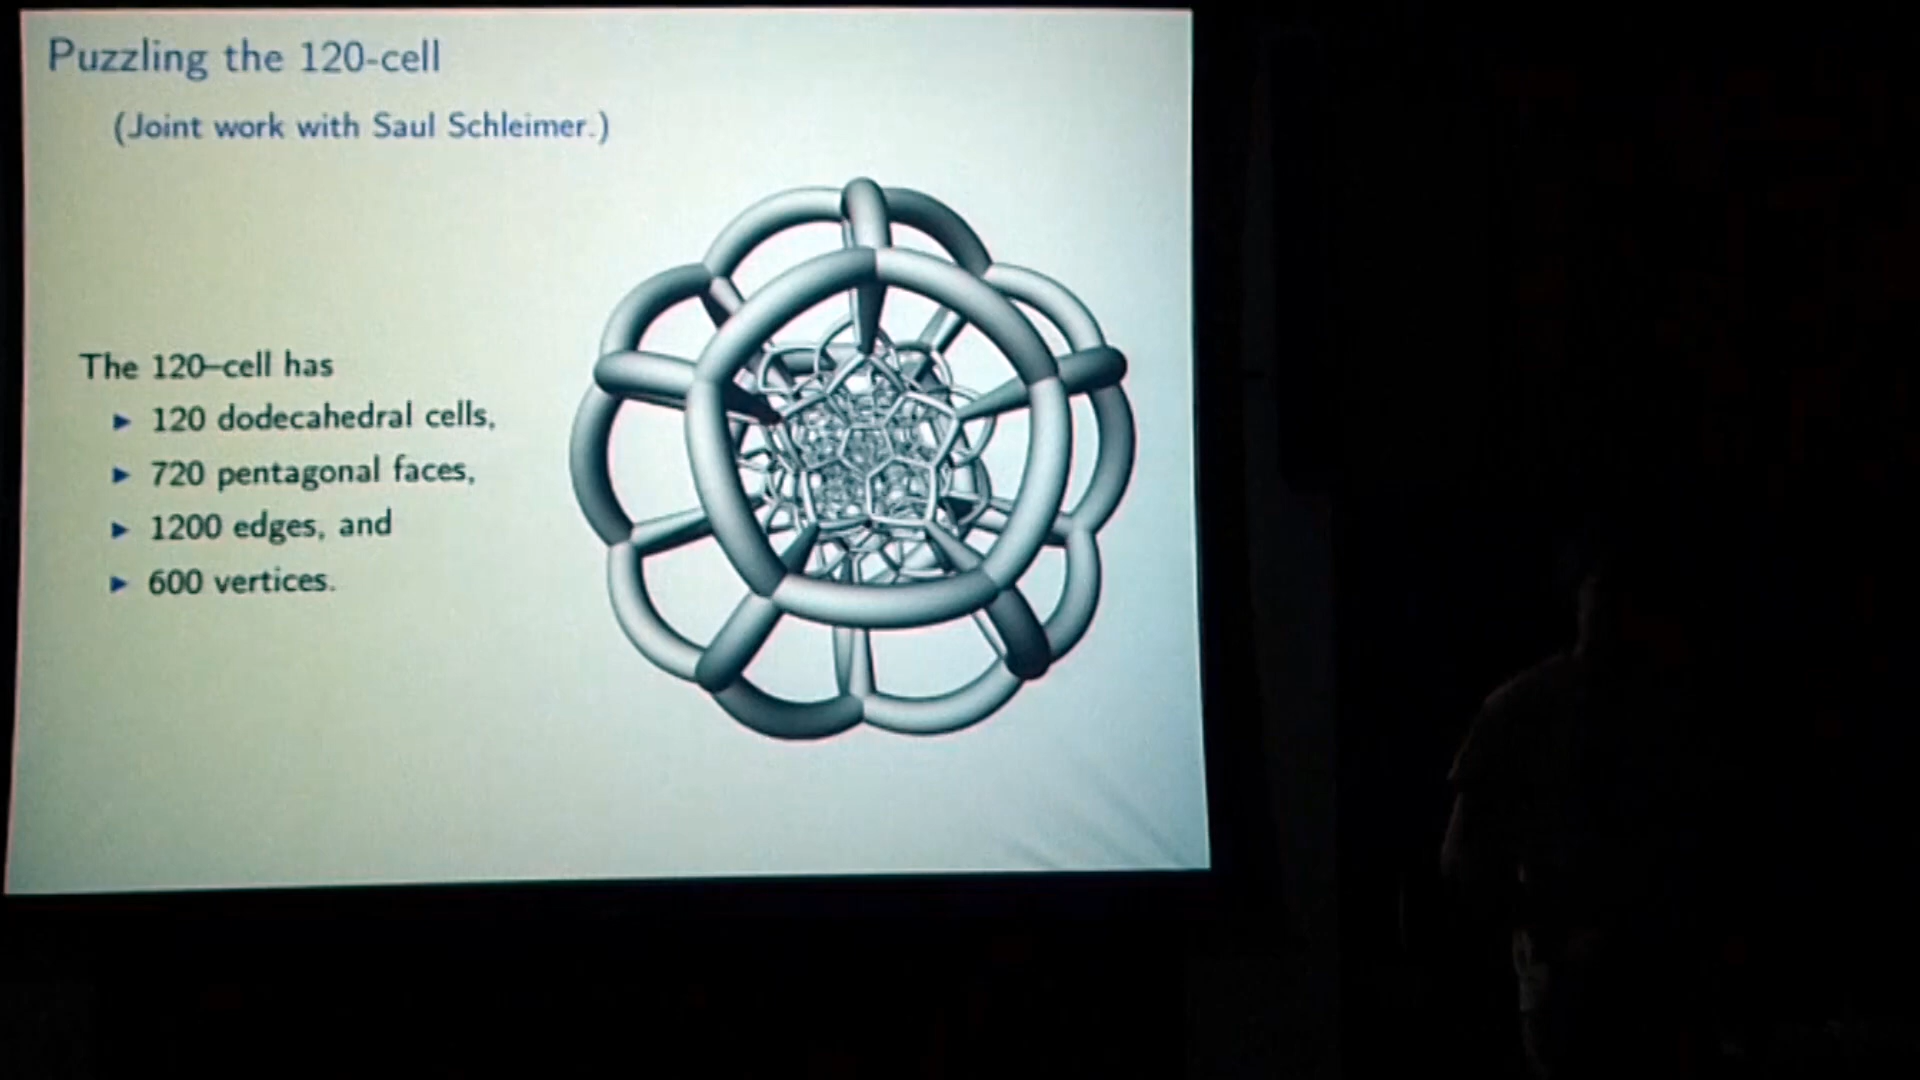 Puzzling the 120-cell
(Joint work with Saul Schleimer.)
The 120–cell has
▶ 120 dodecahedral cells,
▶ 720 pentagonal faces,
▶ 1200 edges, and
▶ 600 vertices.